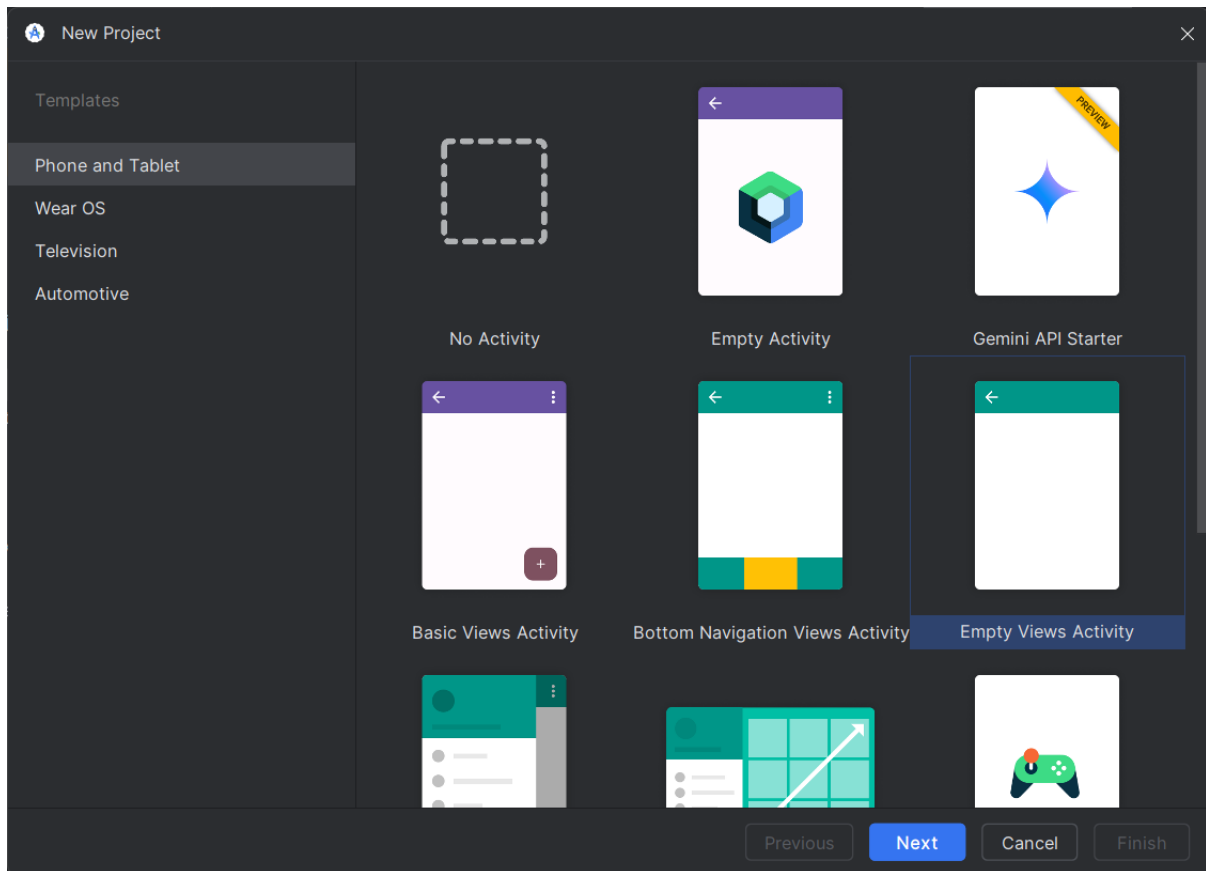 New Project
Templates
Phone and Tablet
Wear OS
Television
Automotive
PREVIEW
No Activity
Empty Activity
Gemini API Starter
Basic Views Activity
Bottom Navigation Views Activity
Empty Views Activity
Previous
Next
Cancel
Finish